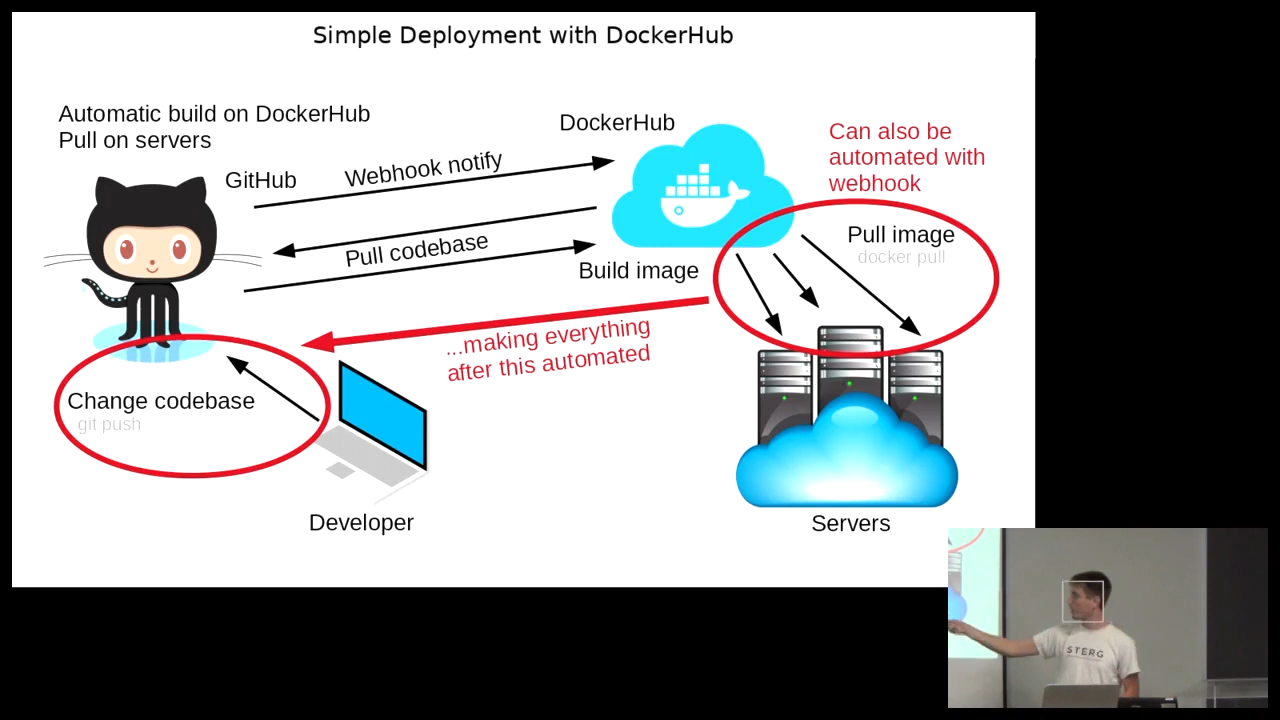 Simple Deployment with DockerHub
Automatic build on DockerHub
Pull on servers
DockerHub
Can also be
automated with
webhook
GitHub
Webhook notify
Pull codebase
Build image
Pull image
docker pull
...making everything
after this automated
Change codebase
git push
Developer
Servers
STERG